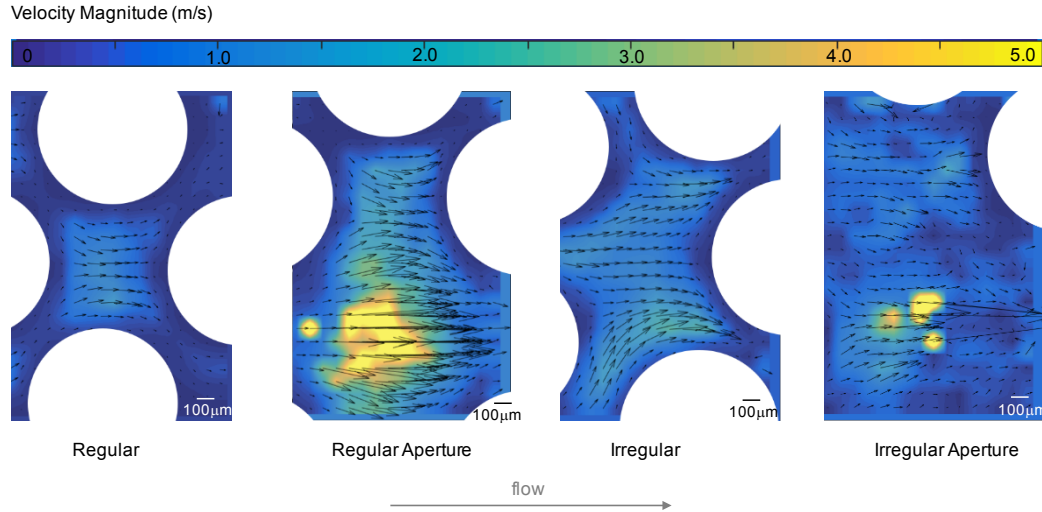 Velocity Magnitude (m/s)
0 1.0 2.0 3.0 4.0 5.0
100μm 100μm 100μm 100μm
Regular Regular Aperture Irregular Irregular Aperture
flow